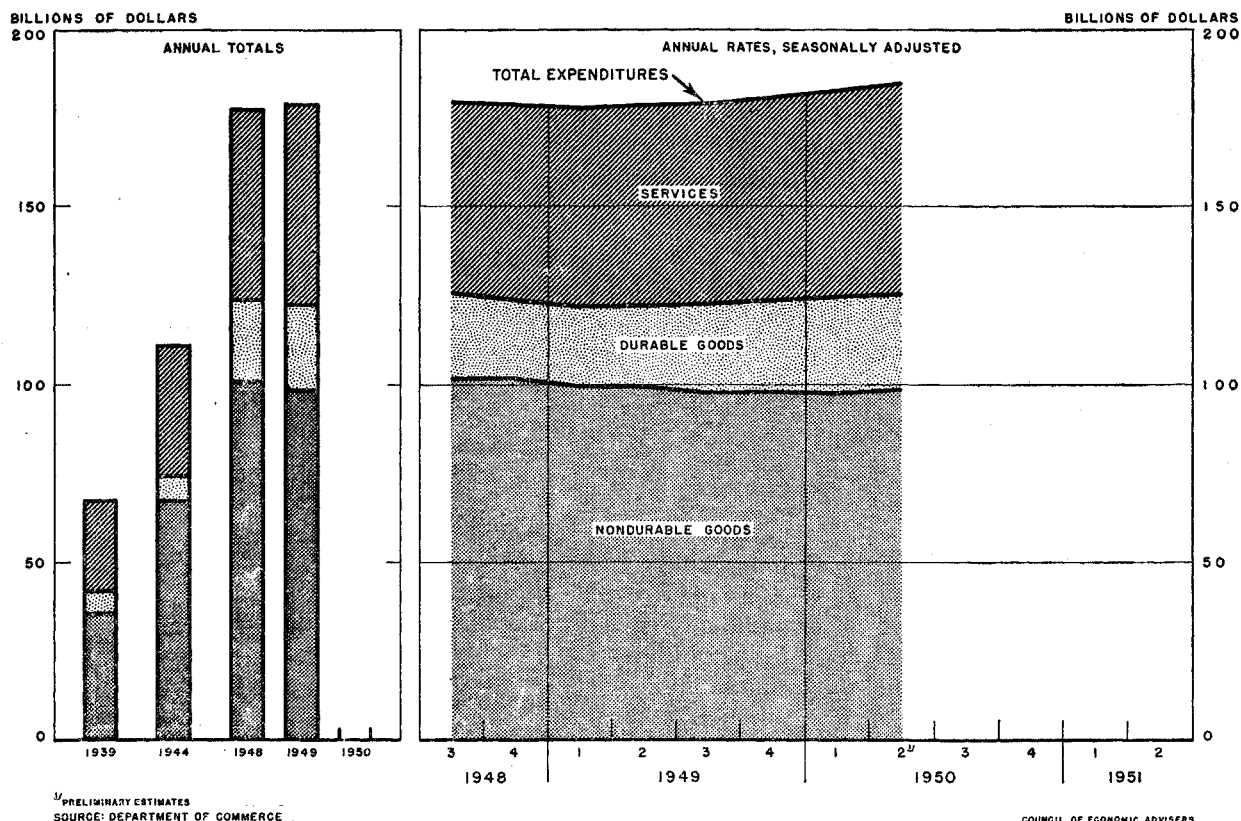 BILLIONS OF DOLLARS
BILLIONS OF DOLLARS
200
ANNUAL TOTALS
ANNUAL RATES, SEASONALLY ADJUSTED
200
TOTAL EXPENDITURES
SERVICES
150
150
DURABLE GOODS
100
100
NONDURABLE GOODS
50
50
0
0
1939 1944 1948 1949 1950
3 4 1 2 3 4 1 2 1/ 3 4 1 2
1948 1949 1950 1951
1/ PRELIMINARY ESTIMATES
SOURCE: DEPARTMENT OF COMMERCE
COUNCIL OF ECONOMIC ADVISERS